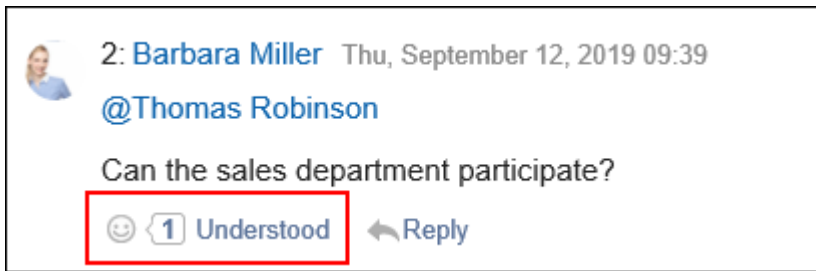 2: Barbara Miller Thu, September 12, 2019 09:39
@Thomas Robinson
Can the sales department participate?
1 Understood Reply